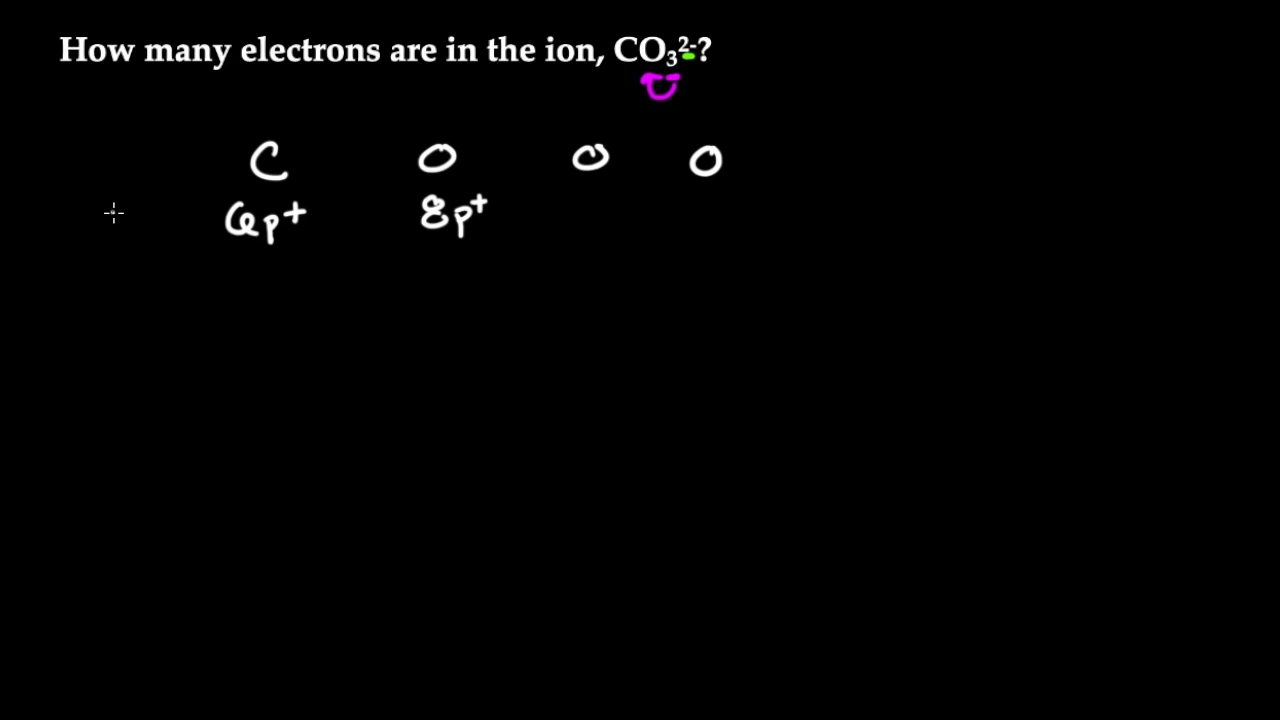 How many electrons are in the ion, CO₃²⁻?
C O O O
6p+ 8p+